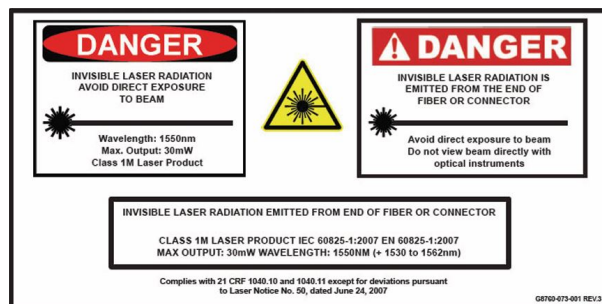 DANGER
INVISIBLE LASER RADIATION
AVOID DIRECT EXPOSURE
TO BEAM
Wavelength: 1550nm
Max. Output: 30mW
Class 1M Laser Product
DANGER
INVISIBLE LASER RADIATION IS
EMITTED FROM THE END OF
FIBER OR CONNECTOR
Avoid direct exposure to beam
Do not view beam directly with
optical instruments
INVISIBLE LASER RADIATION EMITTED FROM END OF FIBER OR CONNECTOR
CLASS 1M LASER PRODUCT IEC 60825-1:2007 EN 60825-1:2007
MAX OUTPUT: 30mW WAVELENGTH: 1550NM (+ 1530 to 1562nm)
Complies with 21 CRF 1040.10 and 1040.11 except for deviations pursuant
to Laser Notice No. 50, dated June 24, 2007
G8760-073-001 REV.3